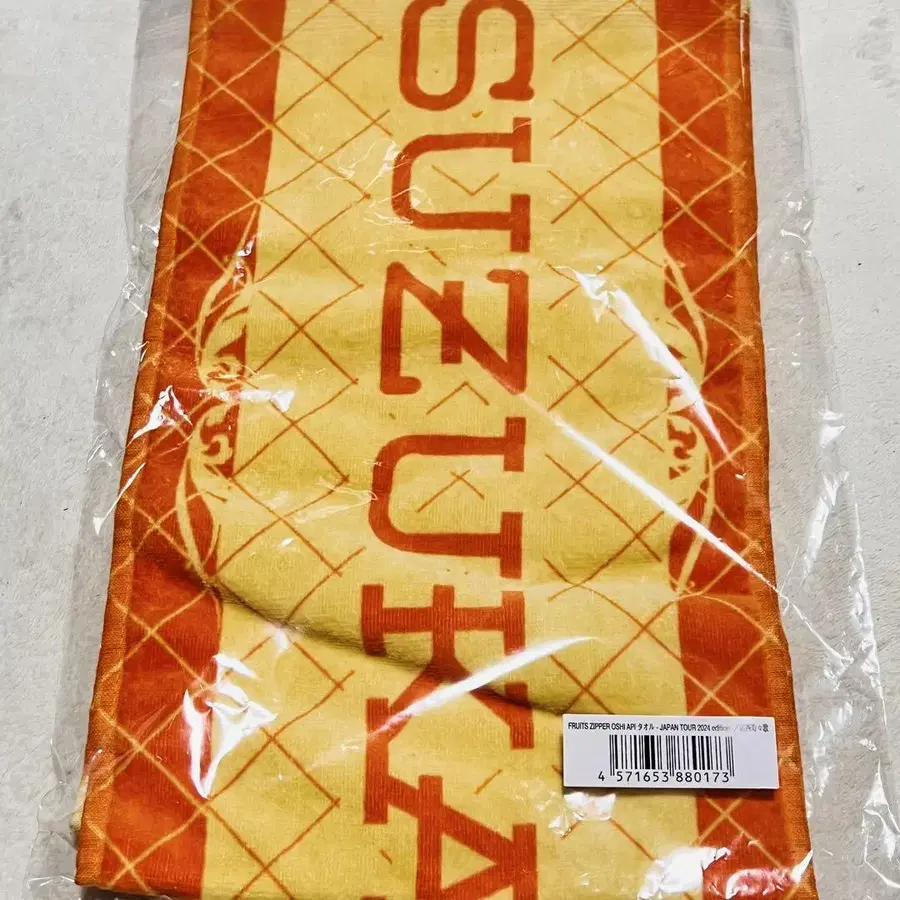 SUZUKA
FRUITS ZIPPER OSHI API タオル - JAPAN TOUR 2024 edition /
4 571653 880173